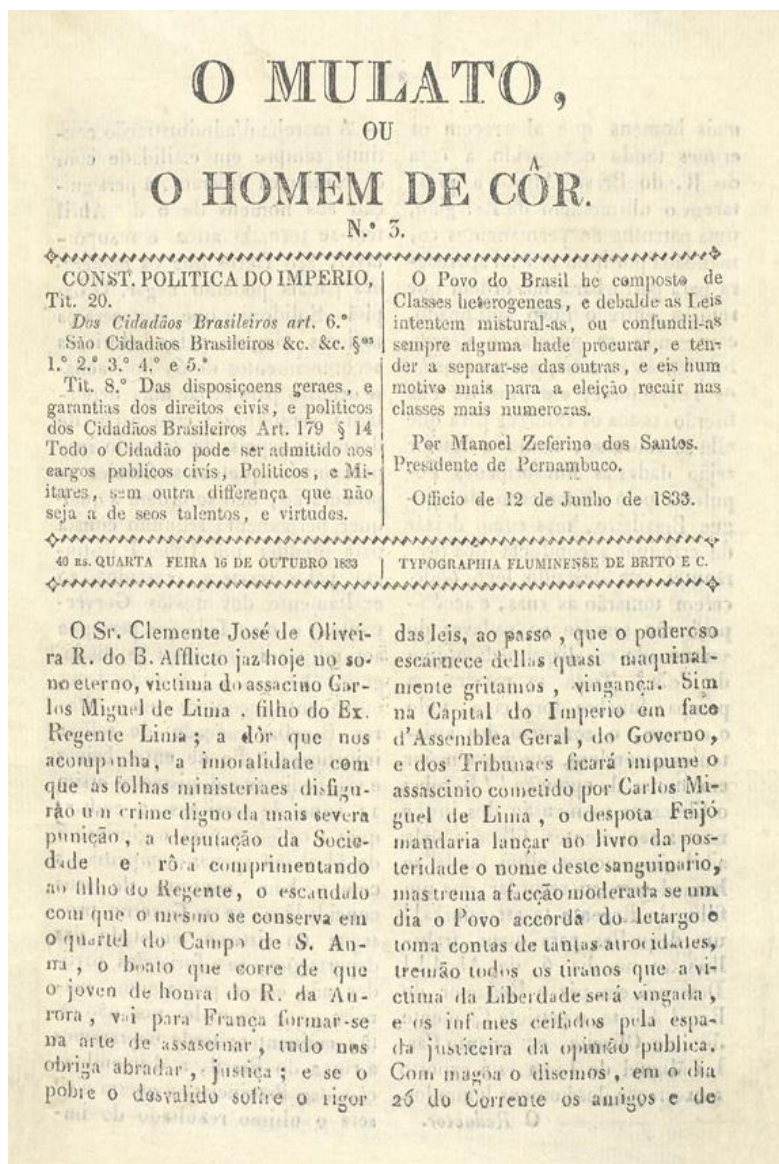 O MULATO,
OU
O HOMEM DE CÔR.
N.º 3.
CONST. POLITICA DO IMPERIO,
Tit. 20.
Dos Cidadãos Brasileiros art. 6.º
São Cidadãos Brasileiros &c. &c. §ºs
1.º 2.º 3.º 4.º e 5.º
Tit. 8.º Das disposiçoens geraes, e
garantias dos direitos civis, e politicos
dos Cidadãos Brasileiros Art. 179 § 14
Todo o Cidadão pode ser admitido aos
cargos publicos civis, Politicos, e Mi-
itares, sem outra differença que não
seja a de seos talentos, e virtudes.
O Povo do Brasil he composto de
Classes heterogeneas, e debalde as Leis
intentem mistural-as, ou confundil-as
sempre alguma hade procurar, e ten-
der a separar-se das outras, e eis hum
motivo mais para a eleição recair nas
classes mais numerozas.
Por Manoel Zeferino dos Santos.
Presidente de Pernambuco.
Officio de 12 de Junho de 1833.
40 RS. QUARTA FEIRA 16 DE OUTUBRO 1833
TYPOGRAPHIA FLUMINENSE DE BRITO E C.
O Sr. Clemente José de Olivei-
ra R. do B. Afflicto jaz hoje no so-
no eterno, victima do assacino Car-
los Miguel de Lima, filho do Ex.
Regente Lima; a dôr que nos
acompanha, a imoralidade com
que as folhas ministeriaes disfigu-
rão um crime digno da mais severa
punição, a deputação da Socie-
dade e comprimentando
ao filho do Regente, o escandalo
com que o mesmo se conserva em
o quartel do Campo de S. An-
na, o boato que corre de que
o joven de honra do R. da Au-
rora, vai para França formar-se
na arte de assascinar, tudo nos
obriga abradar, justiça; e se o
pobre o desvalido sofre o rigor
das leis, ao passo, que o poderoso
escarnece dellas quasi maquinal-
mente gritamos, vingança. Sim
na Capital do Imperio em face
d'Assemblea Geral, do Governo,
e dos Tribunaes ficará impune o
assascinio cometido por Carlos Mi-
guel de Lima, o despota Feijó
mandaria lançar no livro da pos-
teridade o nome deste sanguinario,
mas trema a facção moderada se um
dia o Povo accorda do letargo e
toma contas de tantas atrocidades,
tremão todos os tiranos que a vi-
ctima da Liberdade será vingada,
e os infames ceifados pela espa-
da justiceira da opinião publica.
Com magoa o disemos, em o dia
26 do Corrente os amigos e de